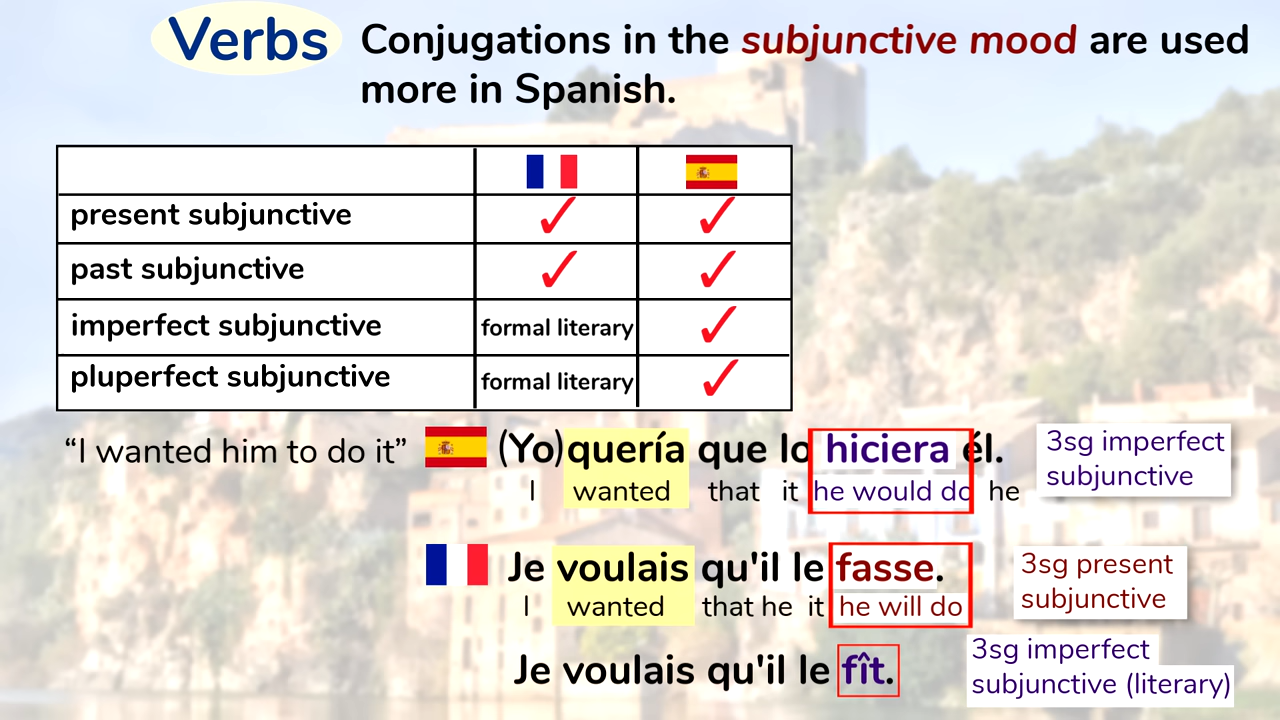 Verbs
Conjugations in the subjunctive mood are used
more in Spanish.
present subjunctive ✓ ✓
past subjunctive ✓ ✓
imperfect subjunctive formal literary ✓
pluperfect subjunctive formal literary ✓
“I wanted him to do it” (Yo) quería que lo hiciera él.
I wanted that it he would do he
3sg imperfect
subjunctive
Je voulais qu'il le fasse.
I wanted that he it he will do
3sg present
subjunctive
Je voulais qu'il le fît.
3sg imperfect
subjunctive (literary)